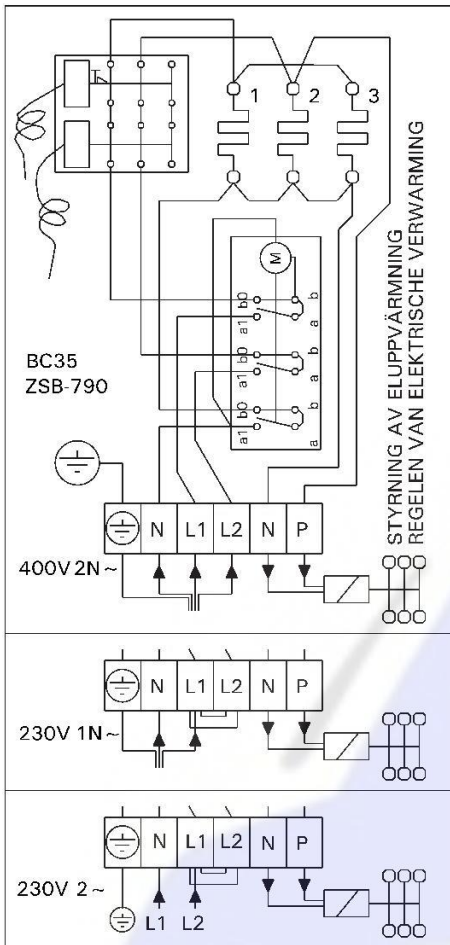 1 2 3
M
b0 b
a1 a
b0 b
a1 a
b0 b
a1 a
BC35
ZSB-790
STYRNING AV ELUPPVÄRMNING
REGELEN VAN ELEKTRISCHE VERWARMING
N L1 L2 N P
400V 2N ~
N L1 L2 N P
230V 1N ~
N L1 L2 N P
230V 2 ~
L1 L2